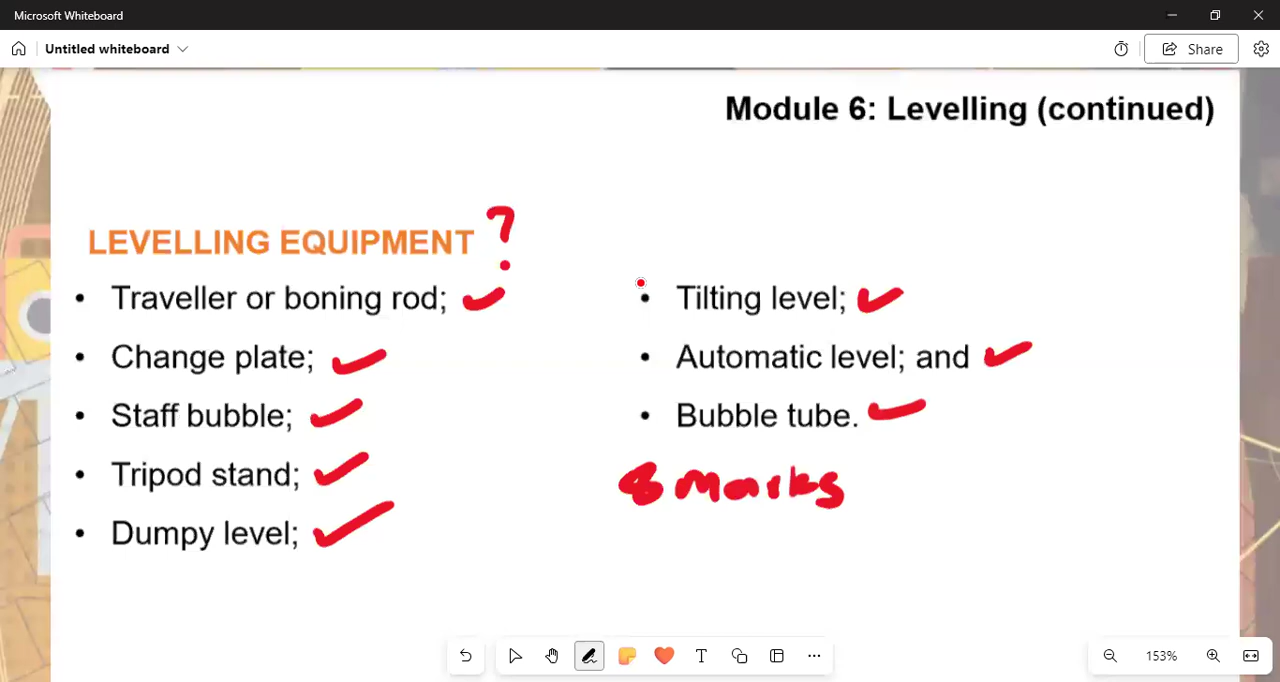 Microsoft Whiteboard
Untitled whiteboard
Share
Module 6: Levelling (continued)
LEVELLING EQUIPMENT ?
• Traveller or boning rod;
• Change plate;
• Staff bubble;
• Tripod stand;
• Dumpy level;
• Tilting level;
• Automatic level; and
• Bubble tube.
8 Marks
T
153%